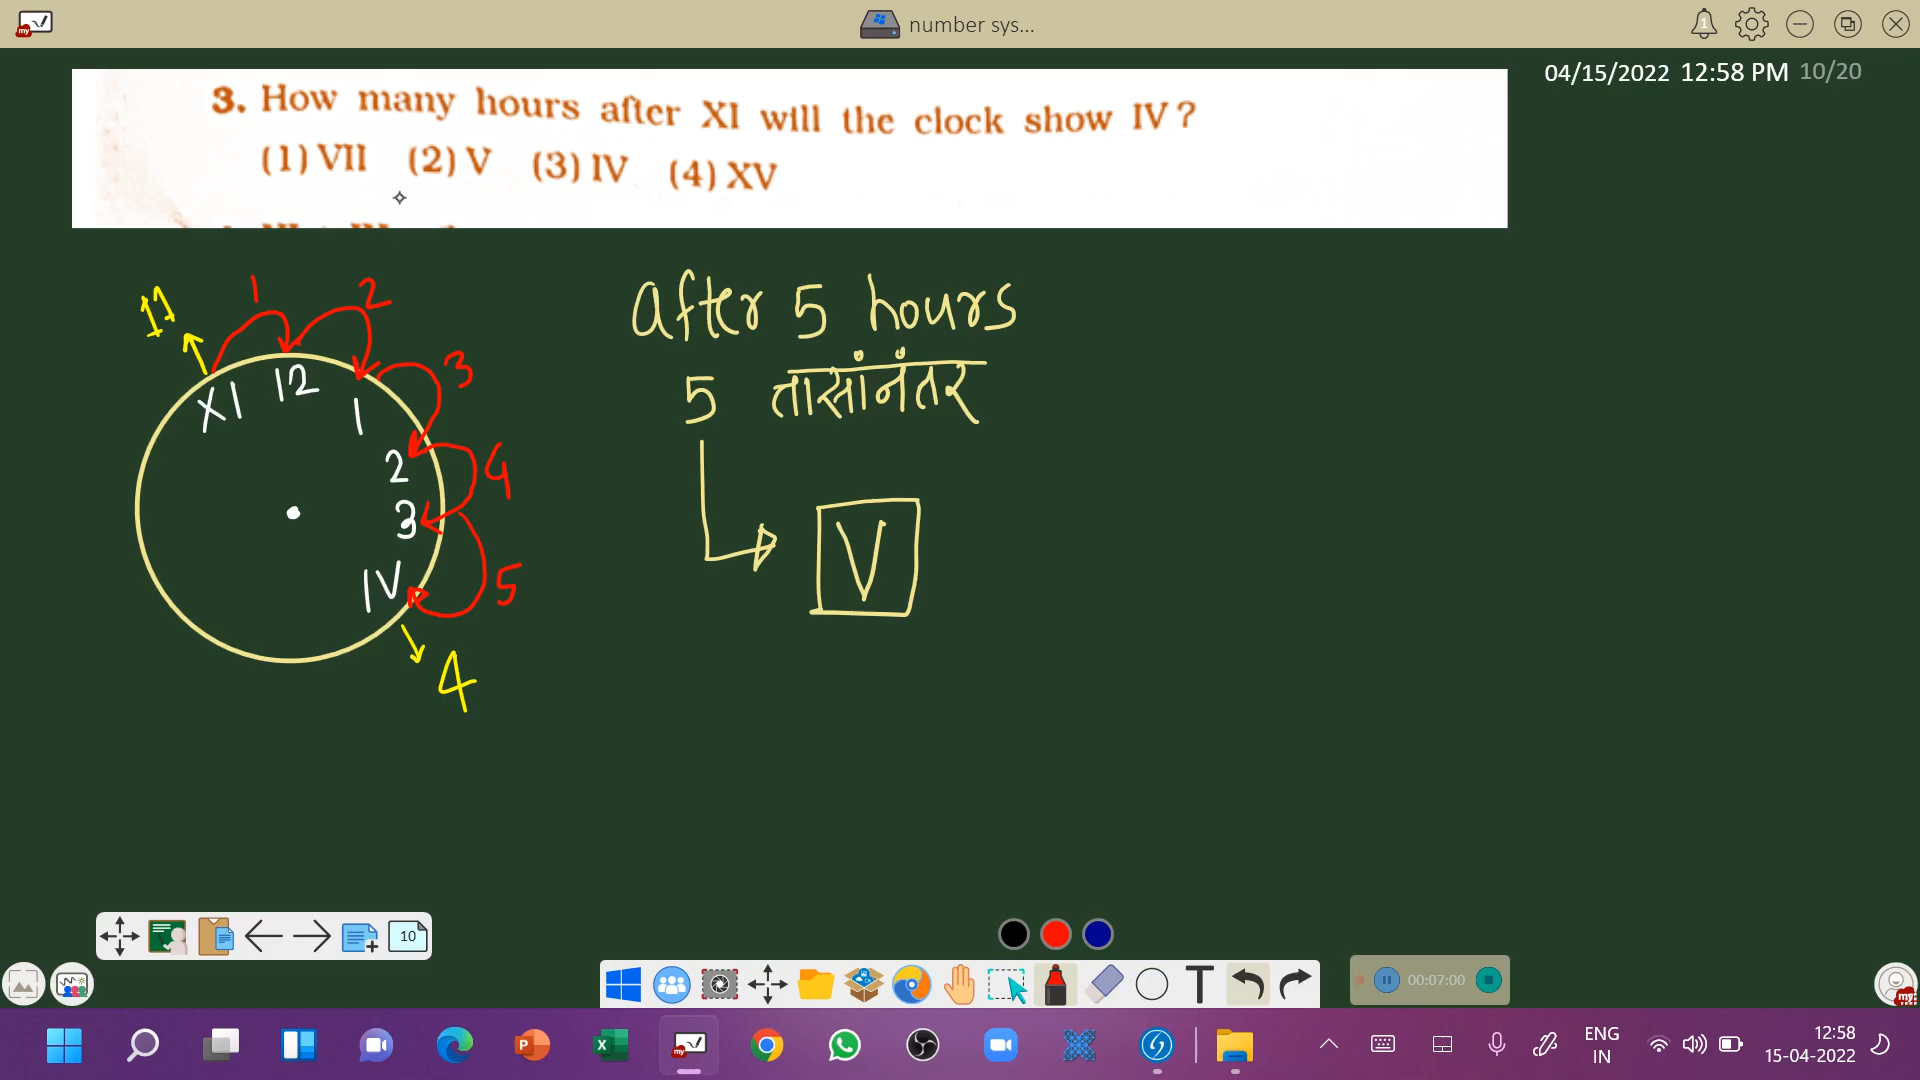 number sys...
04/15/2022 12:58 PM 10/20
3. How many hours after XI will the clock show IV?
(1) VII (2) V (3) IV (4) XV
11
1
2
3
4
5
XI 12
1
2
3
IV
4
After 5 hours
5 तासांनंतर
V
10
00:07:00
ENG
IN
12:58
15-04-2022